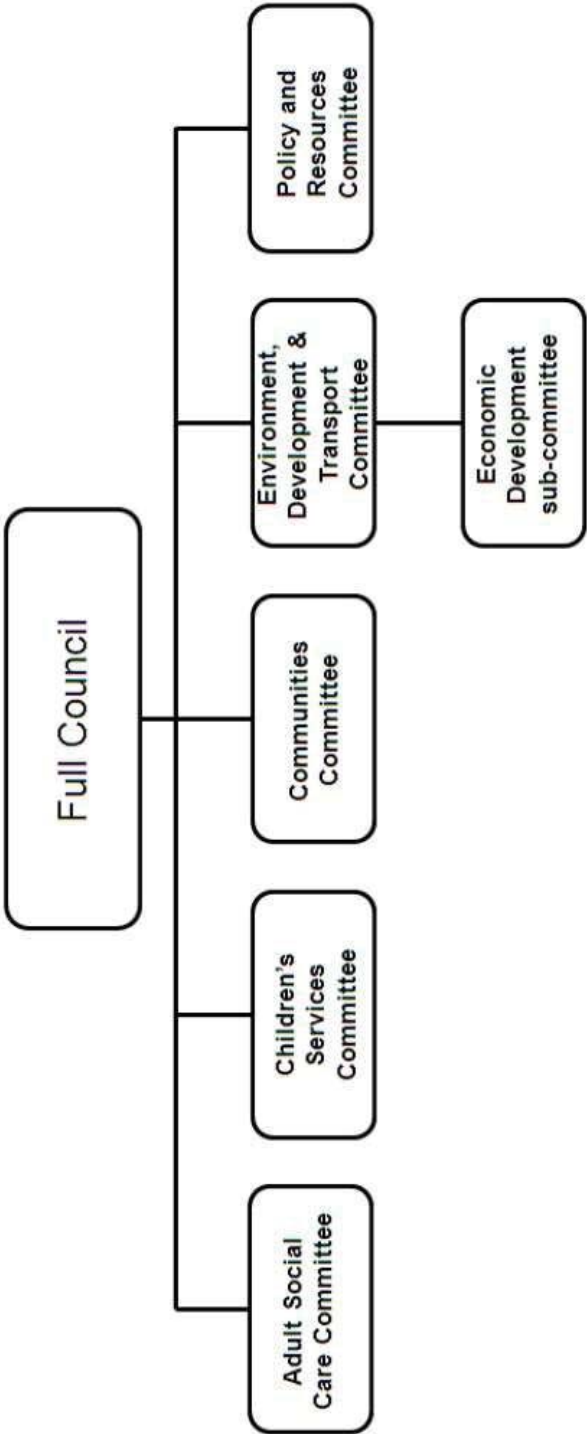 Full Council
Adult Social
Care Committee
Children's
Services
Committee
Communities
Committee
Environment,
Development &
Transport
Committee
Policy and
Resources
Committee
Economic
Development
sub-committee